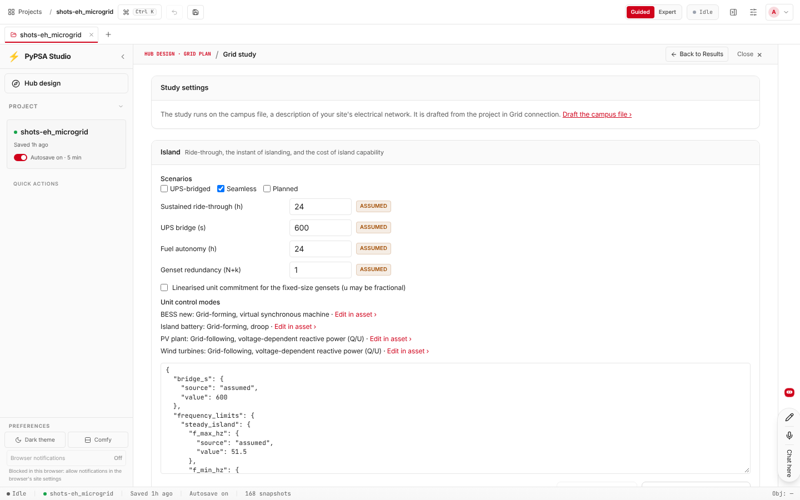 Projects / shots-eh_microgrid Ctrl K Guided Expert Idle A
shots-eh_microgrid
PyPSA Studio
HUB DESIGN · GRID PLAN / Grid study Back to Results Close
Hub design
PROJECT
shots-eh_microgrid
Saved 1h ago
Autosave on · 5 min
QUICK ACTIONS
Study settings
The study runs on the campus file, a description of your site's electrical network. It is drafted from the project in Grid connection. Draft the campus file ›
Island Ride-through, the instant of islanding, and the cost of island capability
Scenarios
UPS-bridged Seamless Planned
Sustained ride-through (h) 24 ASSUMED
UPS bridge (s) 600 ASSUMED
Fuel autonomy (h) 24 ASSUMED
Genset redundancy (N+k) 1 ASSUMED
Linearised unit commitment for the fixed-size gensets (u may be fractional)
Unit control modes
BESS new: Grid-forming, virtual synchronous machine · Edit in asset ›
Island battery: Grid-forming, droop · Edit in asset ›
PV plant: Grid-following, voltage-dependent reactive power (Q/U) · Edit in asset ›
Wind turbines: Grid-following, voltage-dependent reactive power (Q/U) · Edit in asset ›
{
"bridge_s": {
"source": "assumed",
"value": 600
},
"frequency_limits": {
"steady_island": {
"f_max_hz": {
"source": "assumed",
"value": 51.5
},
"f_min_hz": {
PREFERENCES
Dark theme Comfy
Browser notifications Off
Blocked in this browser: allow notifications in the
browser's site settings
Chat here
Idle shots-eh_microgrid Saved 1h ago Autosave on 168 snapshots Obj: —